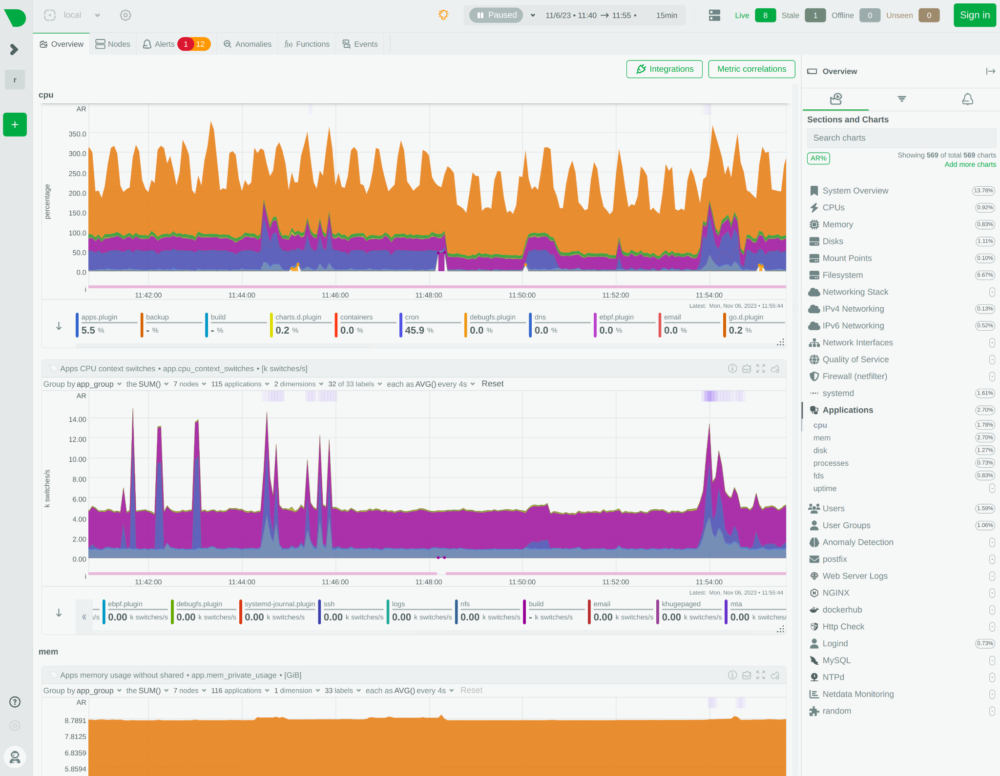 local
Paused
11/6/23 • 11:40 → 11:55 •
15min
Live 8
Stale 1
Offline 0
Unseen 0
Sign in
Overview
Nodes
Alerts 1 12
Anomalies
f(x) Functions
Events
r
+
Integrations
Metric correlations
cpu
AR
350.0
300.0
250.0
200.0
150.0
100.0
50.0
0.0
percentage
i
11:42:00
11:44:00
11:46:00
11:48:00
11:50:00
11:52:00
11:54:00
Latest: Mon, Nov 06, 2023 • 11:55:44
apps.plugin
5.5 %
backup
- %
build
- %
charts.d.plugin
0.2 %
containers
0.0 %
cron
45.9 %
debugfs.plugin
0.0 %
dns
0.0 %
ebpf.plugin
0.0 %
email
0.0 %
go.d.plugin
0.2 %
Apps CPU context switches • app.cpu_context_switches • [k switches/s]
Group by app_group the SUM() 7 nodes 115 applications 2 dimensions 32 of 33 labels each as AVG() every 4s Reset
AR
14.00
12.00
10.00
8.00
6.00
4.00
2.00
0.00
k switches/s
i
11:42:00
11:44:00
11:46:00
11:48:00
11:50:00
11:52:00
11:54:00
Latest: Mon, Nov 06, 2023 • 11:55:44
«
/s
ebpf.plugin
0.00 k switches/s
debugfs.plugin
0.00 k switches/s
systemd-journal.plugin
0.00 k switches/s
ssh
0.00 k switches/s
logs
0.00 k switches/s
nfs
0.00 k switches/s
build
- k switches/s
email
0.00 k switches/s
khugepaged
0.00 k switches/s
mta
0.00 k switches/
mem
Apps memory usage without shared • app.mem_private_usage • [GiB]
Group by app_group the SUM() 7 nodes 116 applications 1 dimension 33 labels each as AVG() every 4s Reset
AR
8.7891
7.8125
6.8359
5.8594
Overview
Sections and Charts
Search charts
AR%
Showing 569 of total 569 charts
Add more charts
System Overview 13.78%
CPUs 0.92%
Memory 0.83%
Disks 1.11%
Mount Points 0.10%
Filesystem 6.67%
Networking Stack -
IPv4 Networking 0.13%
IPv6 Networking 0.52%
Network Interfaces -
Quality of Service -
Firewall (netfilter) -
systemd 1.61%
Applications 2.70%
cpu 1.78%
mem 2.70%
disk 1.27%
processes 0.73%
fds 0.83%
uptime -
Users 1.59%
User Groups 1.06%
Anomaly Detection -
postfix -
Web Server Logs -
NGINX -
dockerhub -
Http Check -
Logind 0.73%
MySQL -
NTPd -
Netdata Monitoring -
random -